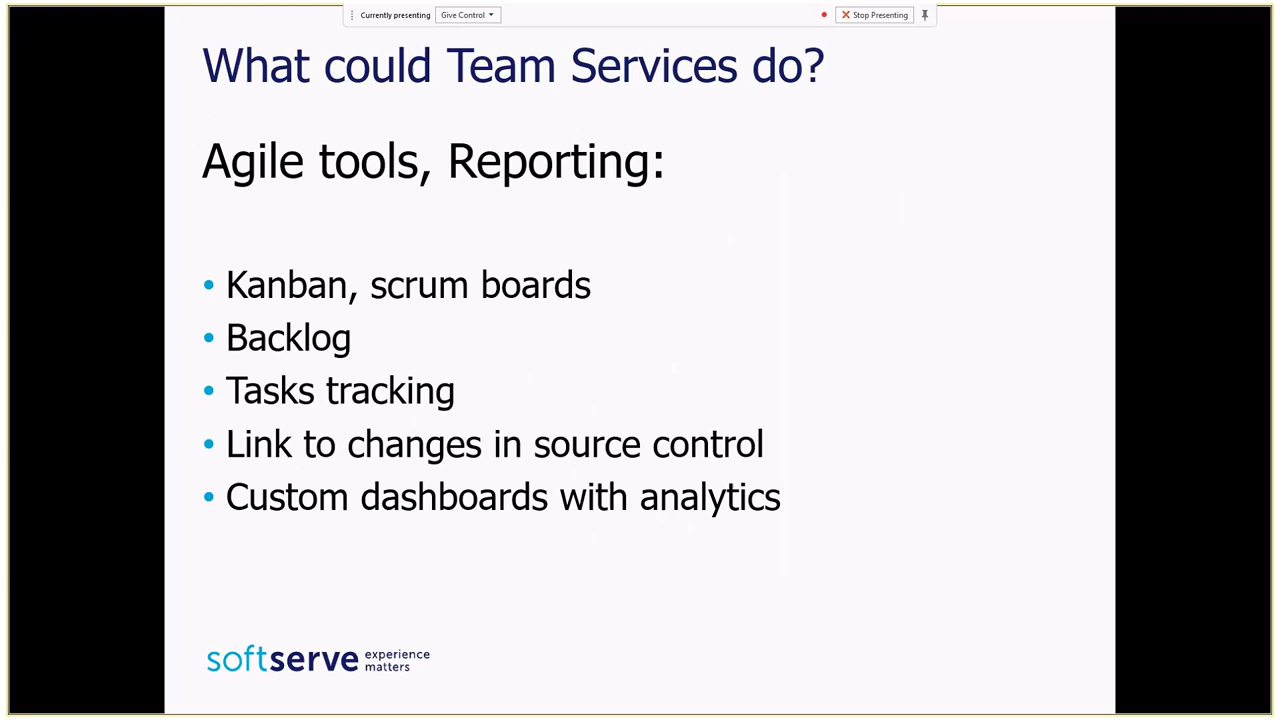 Currently presenting Give Control Stop Presenting
What could Team Services do?
Agile tools, Reporting:
• Kanban, scrum boards
• Backlog
• Tasks tracking
• Link to changes in source control
• Custom dashboards with analytics
softserve experience
matters